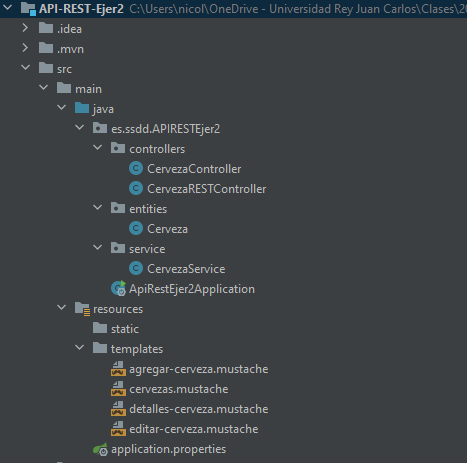 API-REST-Ejer2 C:\Users\nicol\OneDrive - Universidad Rey Juan Carlos\Clases\20
.idea
.mvn
src
main
java
es.ssdd.APIRESTEjer2
controllers
CervezaController
CervezaRESTController
entities
Cerveza
service
CervezaService
ApiRestEjer2Application
resources
static
templates
agregar-cerveza.mustache
cervezas.mustache
detalles-cerveza.mustache
editar-cerveza.mustache
application.properties